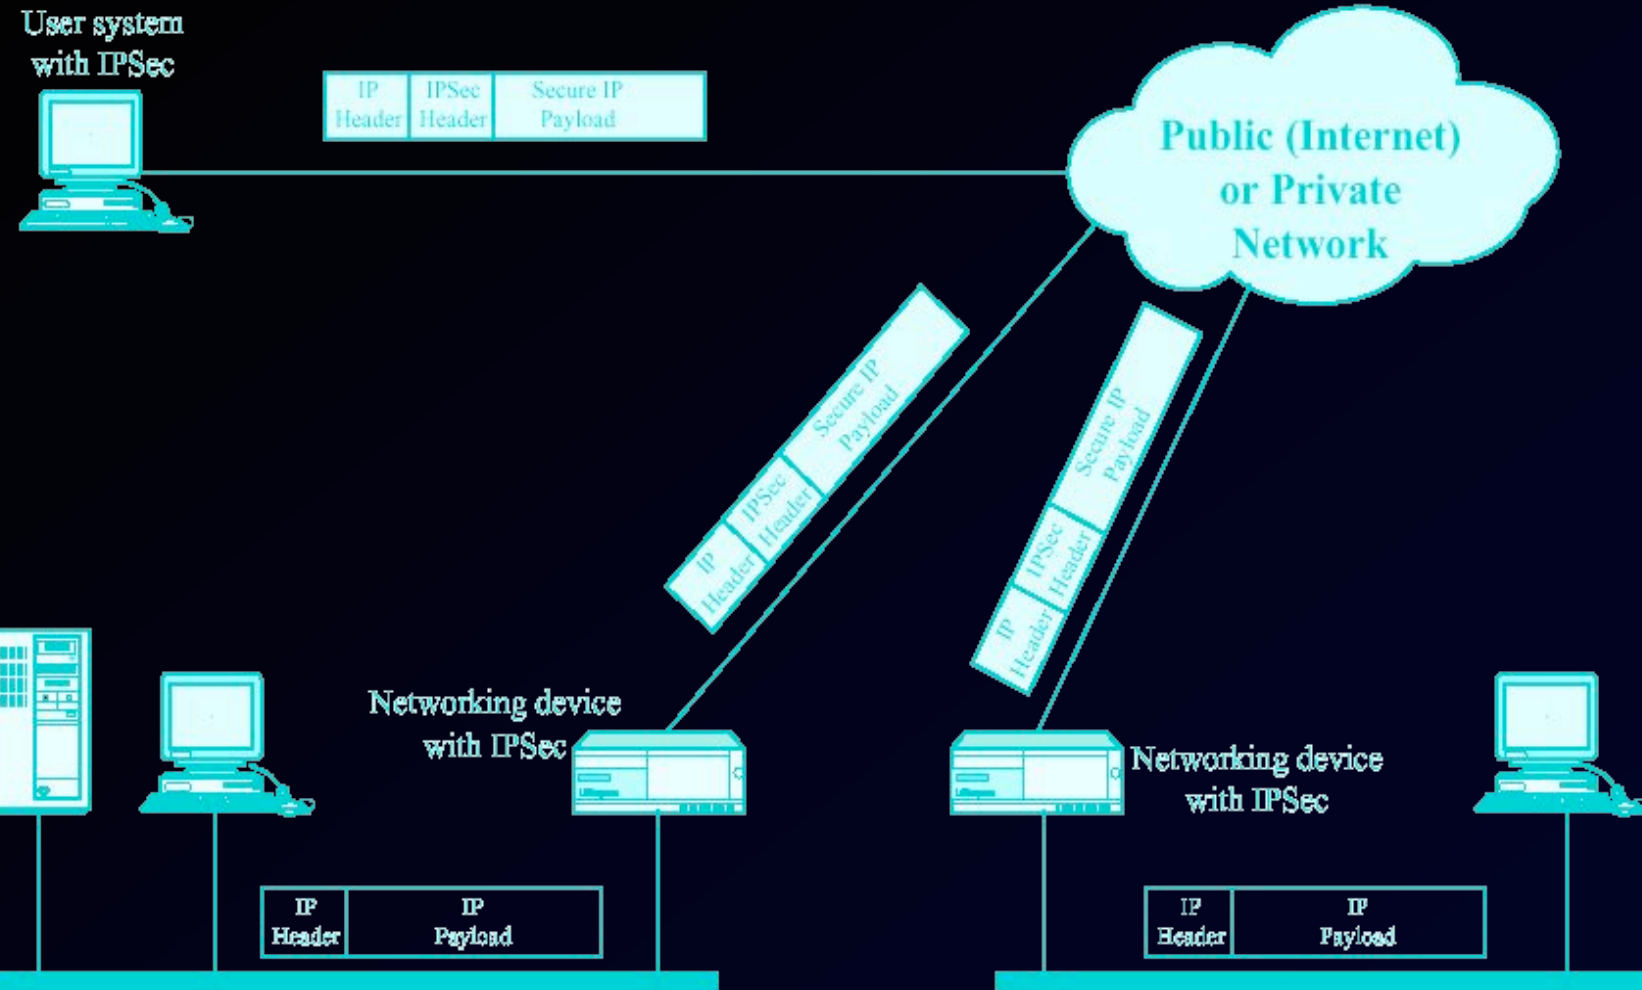 User system
with IPSec
IP
Header
IPSec
Header
Secure IP
Payload
Public (Internet)
or Private
Network
Secure IP
Payload
IPSec
Header
IP
Header
Secure IP
Payload
IPSec
Header
IP
Header
Networking device
with IPSec
Networking device
with IPSec
IP
Header
IP
Payload
IP
Header
IP
Payload